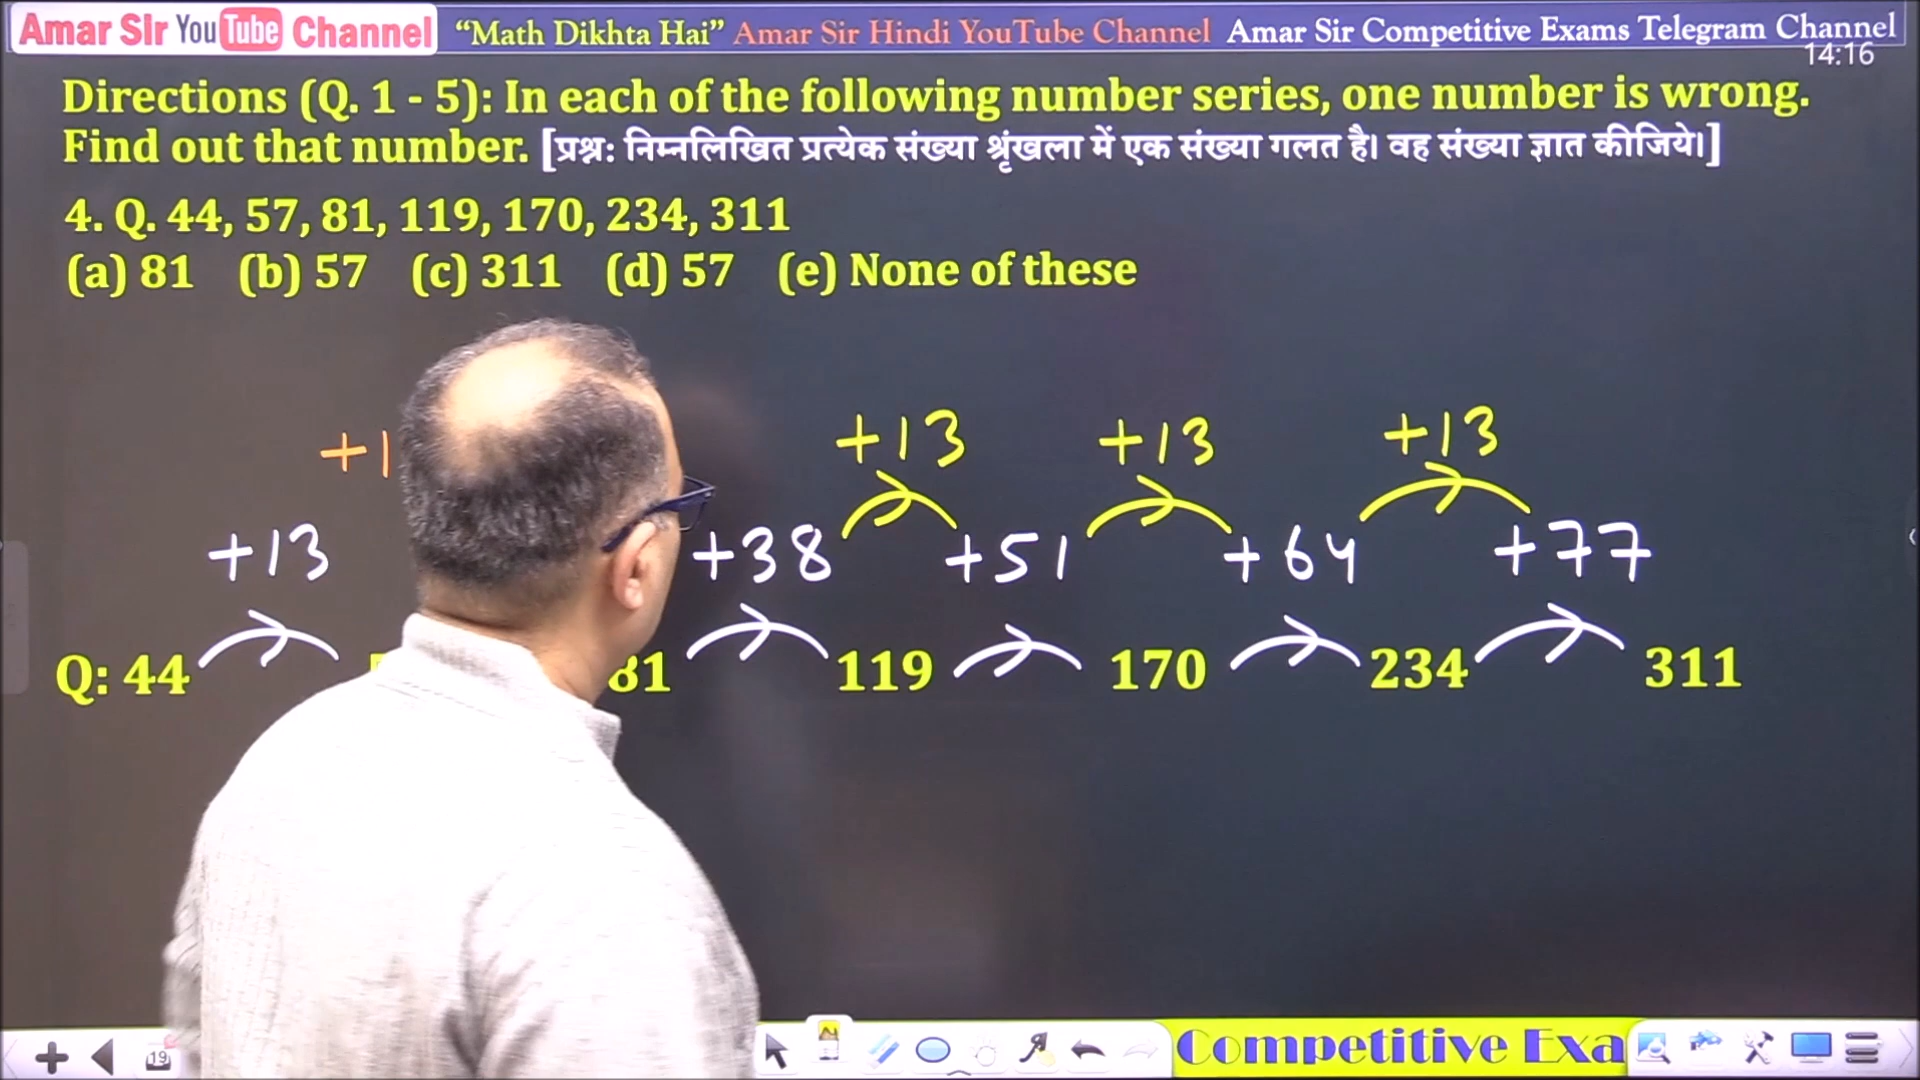 Amar SIr YouTube Channel "Math Dikhta Hai" Amar Sir Hindi YouTube Channel Amar Sir Competitive Exams Telegram Channel
14:16
Directions (Q. 1 - 5): In each of the following number series, one number is wrong.
Find out that number. [प्रश्न: निम्नलिखित प्रत्येक संख्या श्रृंखला में एक संख्या गलत है। वह संख्या ज्ञात कीजिये।]
4. Q. 44, 57, 81, 119, 170, 234, 311
(a) 81 (b) 57 (c) 311 (d) 57 (e) None of these
+1 +13 +13 +13
+13 +38 +51 +64 +77
Q: 44 81 119 170 234 311
19 Competitive Exa